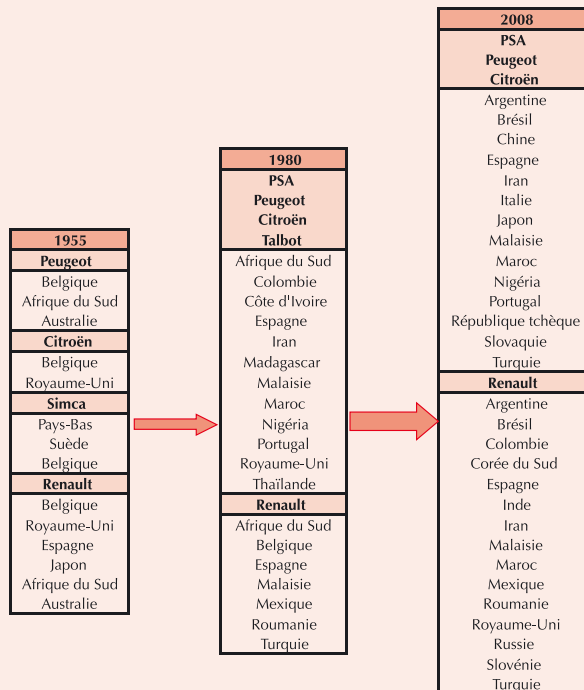 1955
Peugeot
Belgique
Afrique du Sud
Australie
Citroën
Belgique
Royaume-Uni
Simca
Pays-Bas
Suède
Belgique
Renault
Belgique
Royaume-Uni
Espagne
Japon
Afrique du Sud
Australie
1980
PSA
Peugeot
Citroën
Talbot
Afrique du Sud
Colombie
Côte d'Ivoire
Espagne
Iran
Madagascar
Malaisie
Maroc
Nigéria
Portugal
Royaume-Uni
Thaïlande
Renault
Afrique du Sud
Belgique
Espagne
Malaisie
Mexique
Roumanie
Turquie
2008
PSA
Peugeot
Citroën
Argentine
Brésil
Chine
Espagne
Iran
Italie
Japon
Malaisie
Maroc
Nigéria
Portugal
République tchèque
Slovaquie
Turquie
Renault
Argentine
Brésil
Colombie
Corée du Sud
Espagne
Inde
Iran
Malaisie
Maroc
Mexique
Roumanie
Royaume-Uni
Russie
Slovénie
Turquie